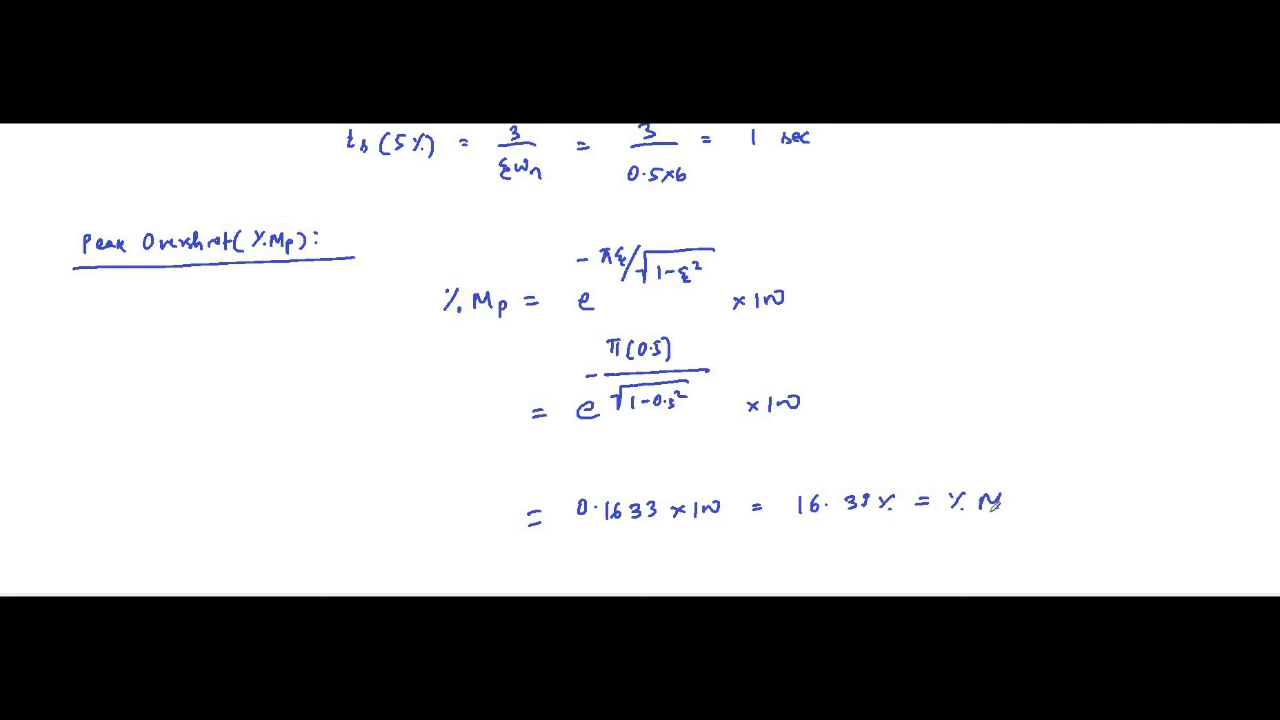 ts (5%) = 3/ξωn = 3/0.5×6 = 1 sec
Peak Overshoot (%Mp):
%Mp = e^-πξ/√1-ξ² ×100
= e^-π(0.5)/√1-0.5² ×100
= 0.1633 ×100 = 16.33% = % M